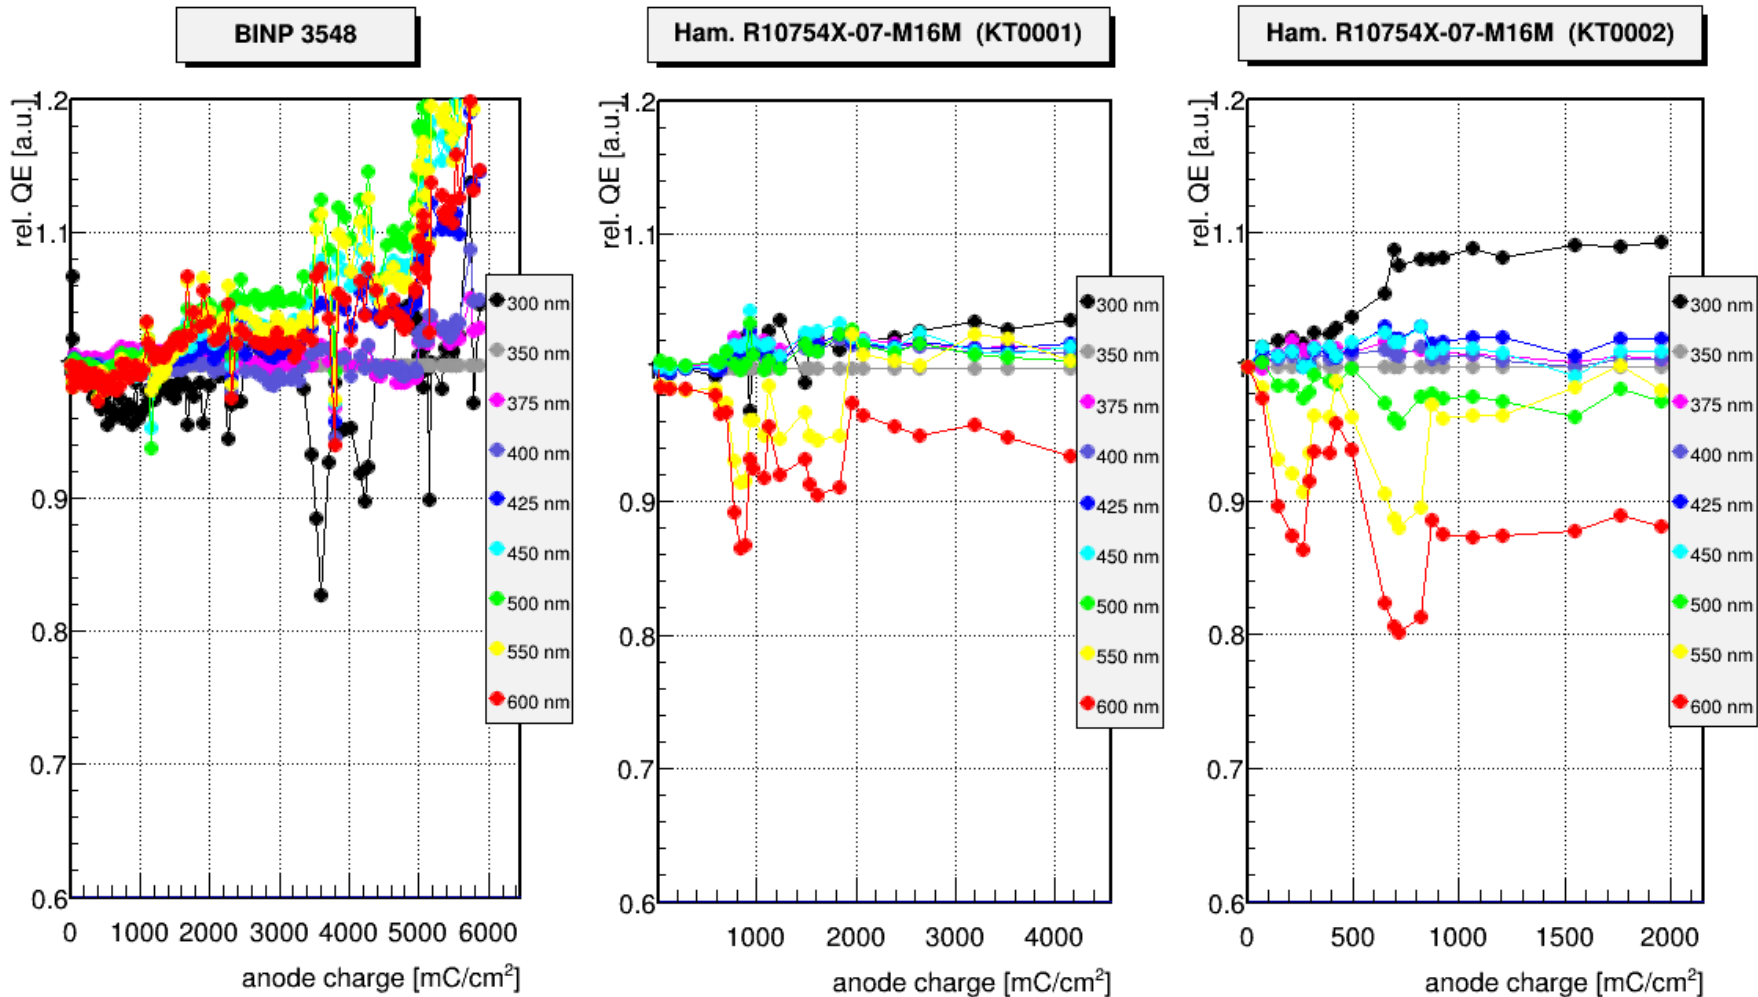 BINP 3548
rel. QE [a.u.]
1.2
1.1
1
0.9
0.8
0.7
0.6
0 1000 2000 3000 4000 5000 6000
anode charge [mC/cm²]
300 nm
350 nm
375 nm
400 nm
425 nm
450 nm
500 nm
550 nm
600 nm
Ham. R10754X-07-M16M (KT0001)
rel. QE [a.u.]
1.2
1.1
1
0.9
0.8
0.7
0.6
1000 2000 3000 4000
anode charge [mC/cm²]
300 nm
350 nm
375 nm
400 nm
425 nm
450 nm
500 nm
550 nm
600 nm
Ham. R10754X-07-M16M (KT0002)
rel. QE [a.u.]
1.2
1.1
1
0.9
0.8
0.7
0.6
0 500 1000 1500 2000
anode charge [mC/cm²]
300 nm
350 nm
375 nm
400 nm
425 nm
450 nm
500 nm
550 nm
600 nm